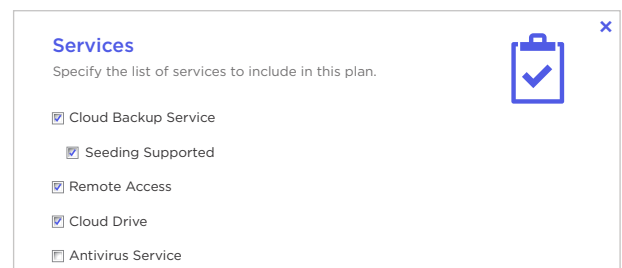 Services
Specify the list of services to include in this plan.
Cloud Backup Service
Seeding Supported
Remote Access
Cloud Drive
Antivirus Service